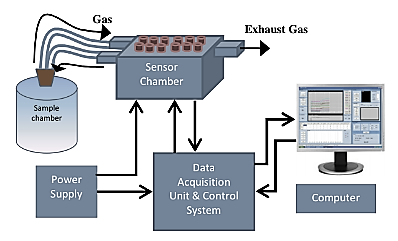 Gas
Exhaust Gas
Sensor
Chamber
Sample
chamber
Power
Supply
Data
Acquisition
Unit & Control
System
Computer